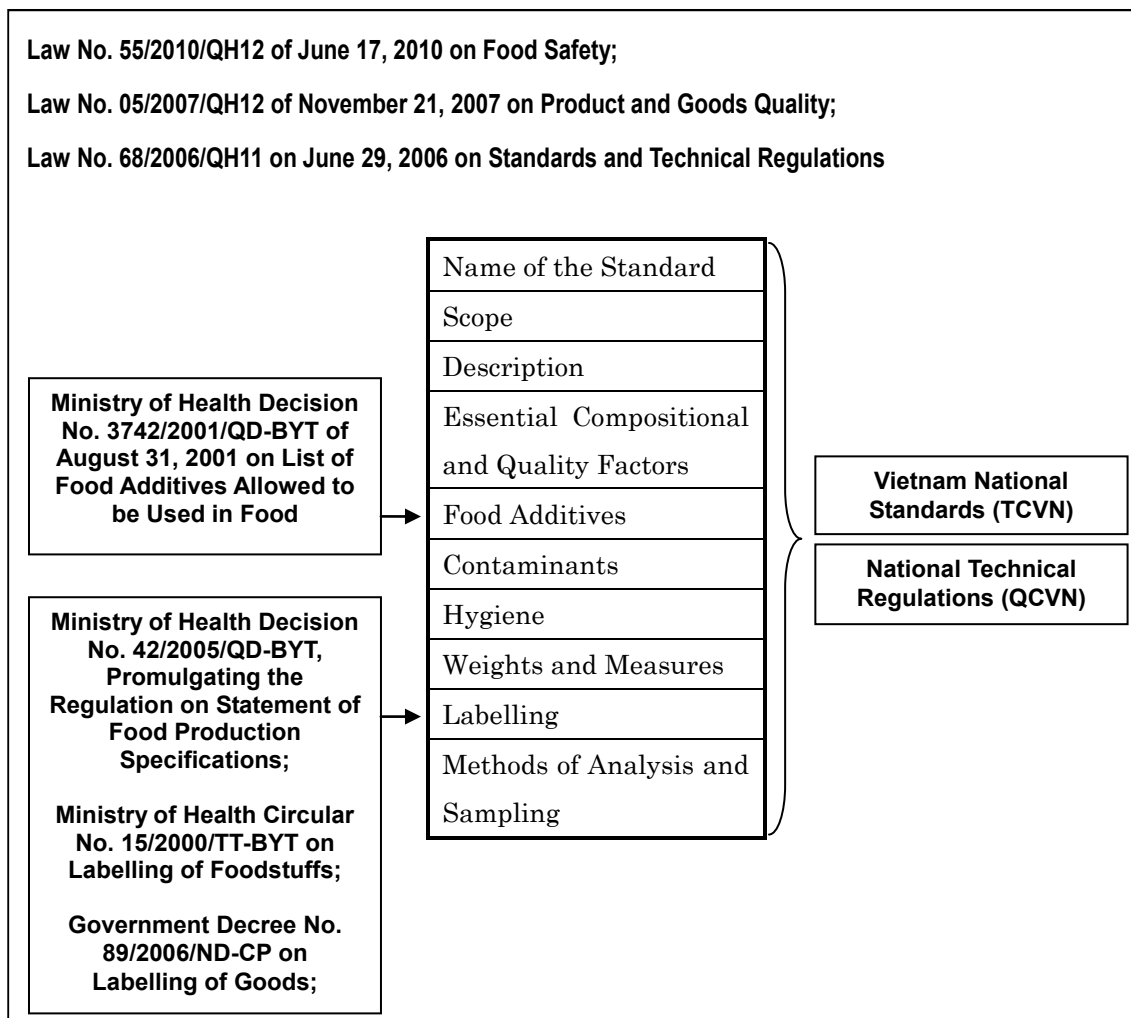 Law No. 55/2010/QH12 of June 17, 2010 on Food Safety;
Law No. 05/2007/QH12 of November 21, 2007 on Product and Goods Quality;
Law No. 68/2006/QH11 on June 29, 2006 on Standards and Technical Regulations
Ministry of Health Decision
No. 3742/2001/QD-BYT of
August 31, 2001 on List of
Food Additives Allowed to
be Used in Food
Ministry of Health Decision
No. 42/2005/QD-BYT,
Promulgating the
Regulation on Statement of
Food Production
Specifications;
Ministry of Health Circular
No. 15/2000/TT-BYT on
Labelling of Foodstuffs;
Government Decree No.
89/2006/ND-CP on
Labelling of Goods;
Name of the Standard
Scope
Description
Essential Compositional
and Quality Factors
Food Additives
Contaminants
Hygiene
Weights and Measures
Labelling
Methods of Analysis and
Sampling
Vietnam National
Standards (TCVN)
National Technical
Regulations (QCVN)